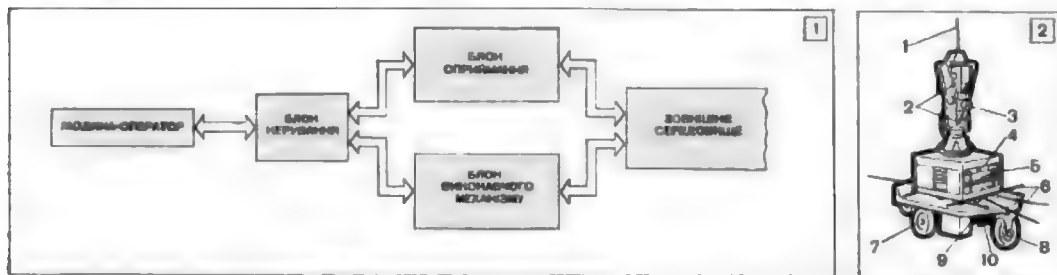 1
ЛЮДИНА-ОПЕРАТОР
БЛОК
КЕРУВАННЯ
БЛОК
СПРИЙМАННЯ
БЛОК
ВИКОНАВЧОГО
МЕХАНІЗМУ
ЗОВНІШНЄ
СЕРЕДОВИЩЕ
2
1
2
3
4
5
6
7
8
9
10